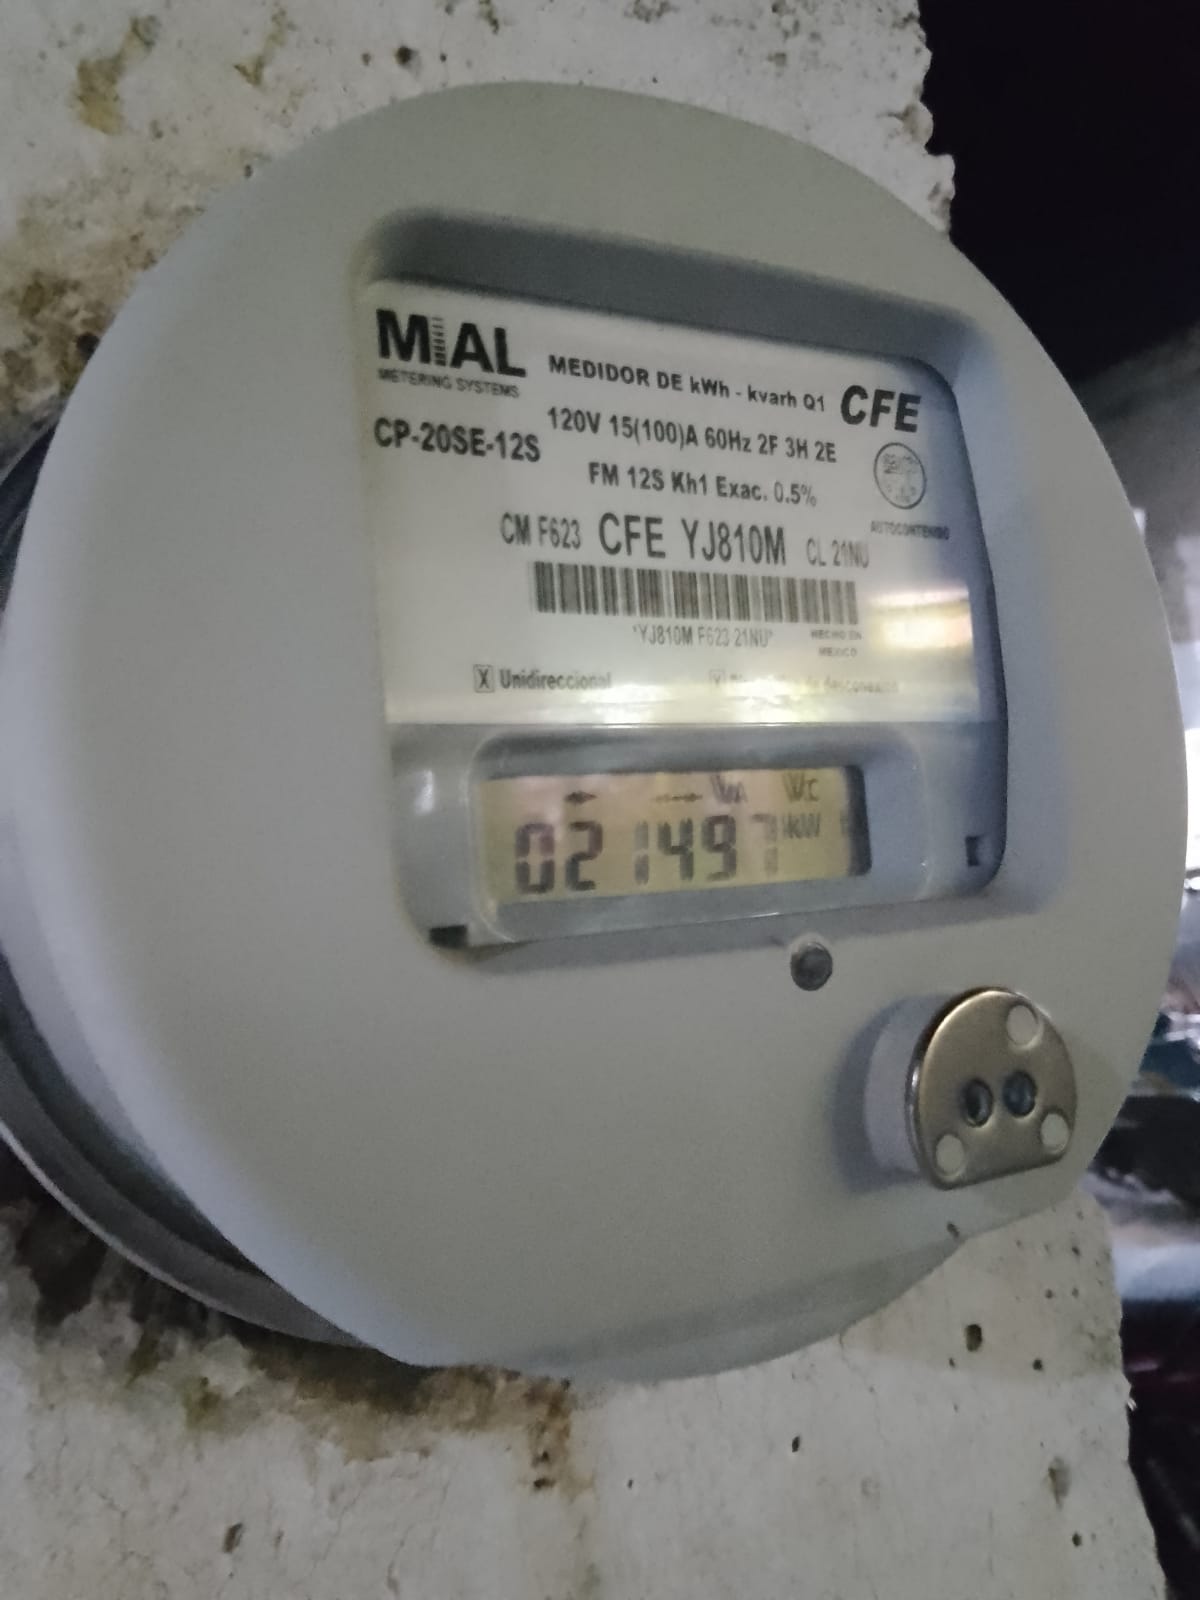 MIAL
METERING SYSTEMS
MEDIDOR DE kWh - kvarh Q1
CFE
CP-20SE-12S
120V 15(100)A 60Hz 2F 3H 2E
FM 12S Kh1 Exac. 0.5%
AUTOCONTENIDO
CM F623 CFE YJ810M CL 21NU
*YJ810M F623 21NU*
HECHO EN
MEXICO
X Unidireccional
de desconexión
021497